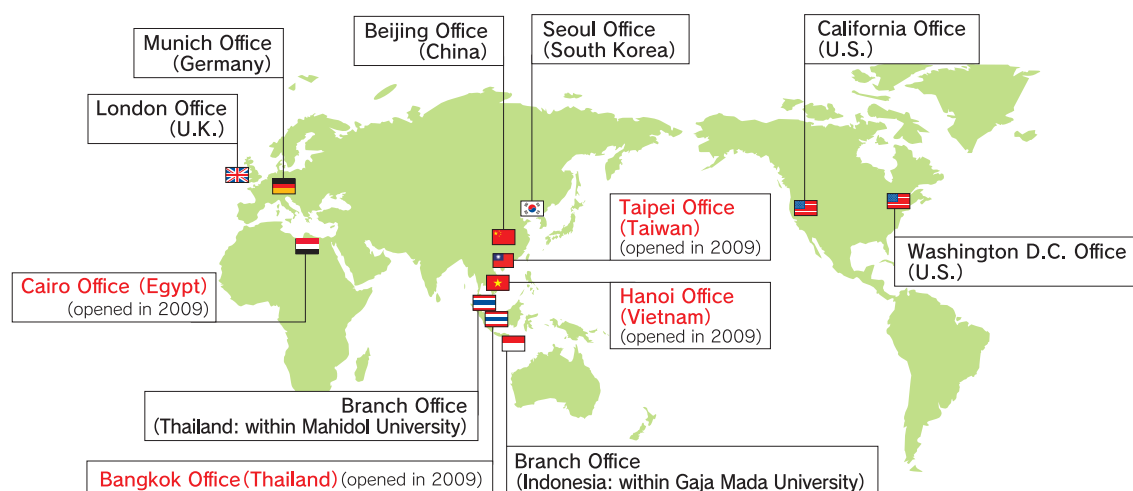 Munich Office
(Germany)
Beijing Office
(China)
Seoul Office
(South Korea)
California Office
(U.S.)
London Office
(U.K.)
Taipei Office
(Taiwan)
(opened in 2009)
Washington D.C. Office
(U.S.)
Cairo Office (Egypt)
(opened in 2009)
Hanoi Office
(Vietnam)
(opened in 2009)
Branch Office
(Thailand: within Mahidol University)
Bangkok Office (Thailand) (opened in 2009)
Branch Office
(Indonesia: within Gaja Mada University)